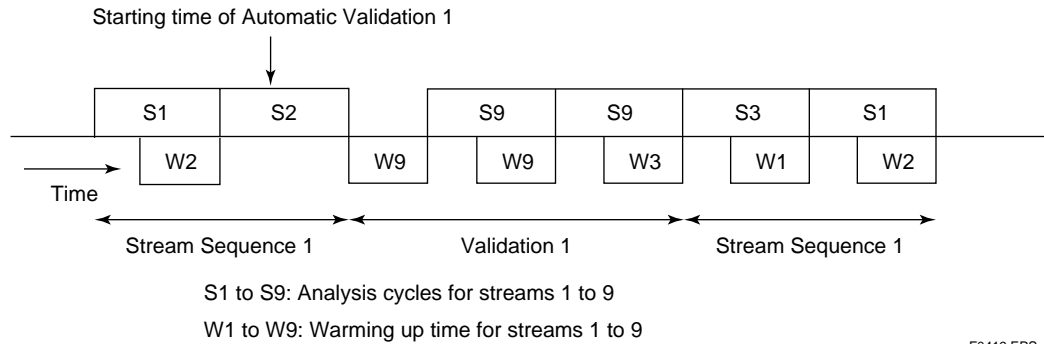 Starting time of Automatic Validation 1
S1 S2 S9 S9 S3 S1
W2 W9 W9 W3 W1 W2
Time
Stream Sequence 1 Validation 1 Stream Sequence 1
S1 to S9: Analysis cycles for streams 1 to 9
W1 to W9: Warming up time for streams 1 to 9